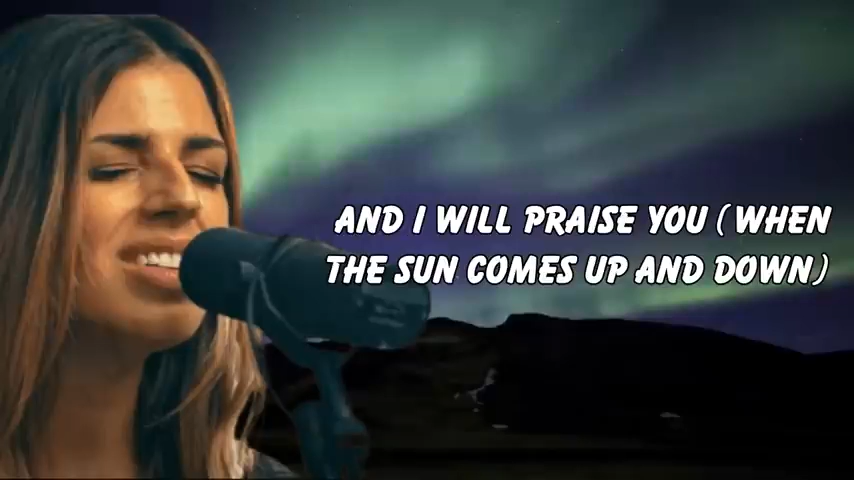 AND I WILL PRAISE YOU (WHEN
THE SUN COMES UP AND DOWN)